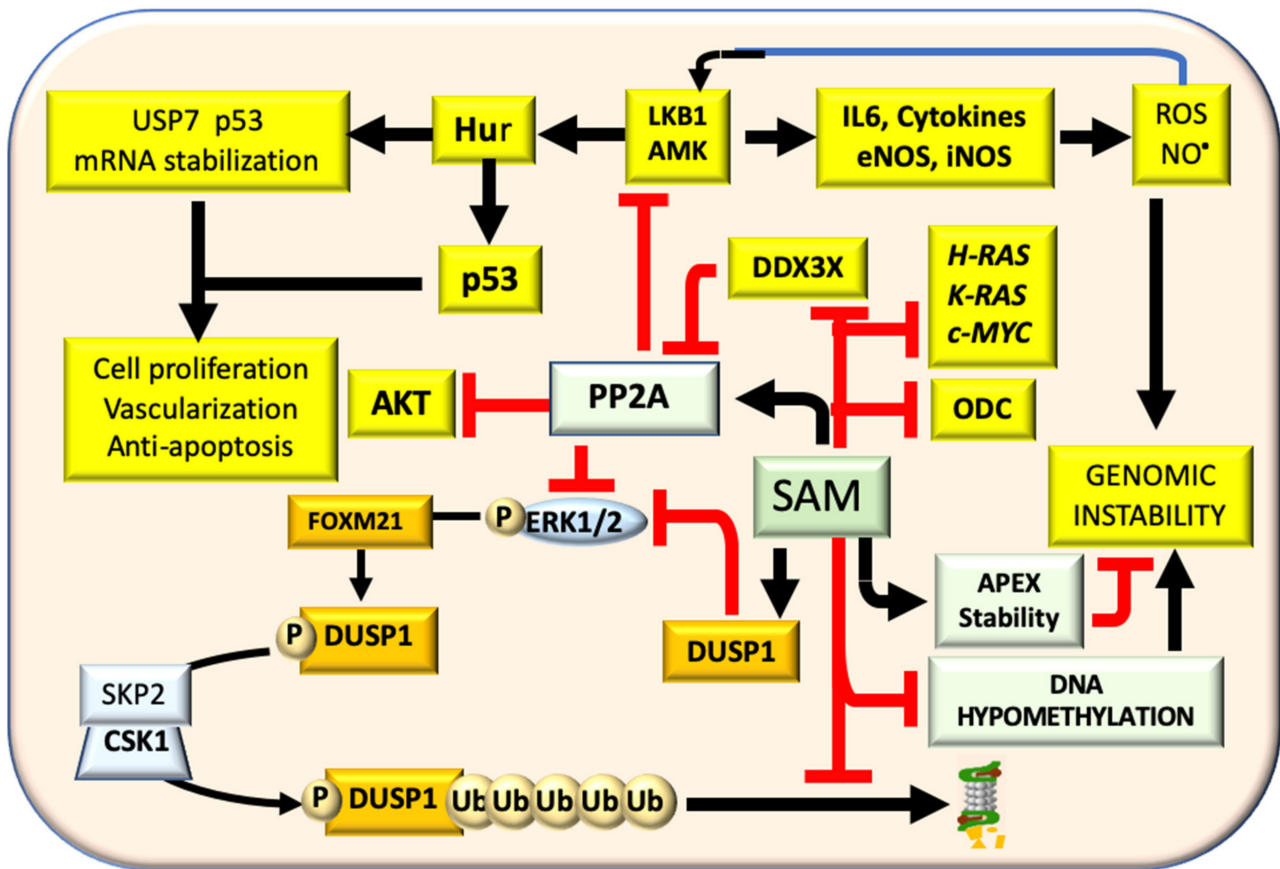 USP7 p53
mRNA stabilization
Hur
LKB1
AMK
IL6, Cytokines
eNOS, iNOS
ROS
NO•
p53
DDX3X
H-RAS
K-RAS
c-MYC
Cell proliferation
Vascularization
Anti-apoptosis
AKT
PP2A
ODC
SAM
GENOMIC
INSTABILITY
FOXM21
P
ERK1/2
APEX
Stability
P
DUSP1
DUSP1
SKP2
CSK1
DNA
HYPOMETHYLATION
P
DUSP1
Ub
Ub
Ub
Ub
Ub